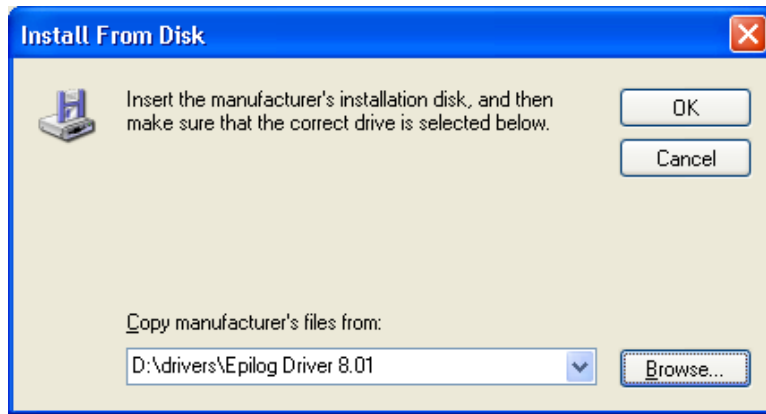 Install From Disk
Insert the manufacturer's installation disk, and then
make sure that the correct drive is selected below.
OK
Cancel
Copy manufacturer's files from:
D:\drivers\Epilog Driver 8.01
Browse...